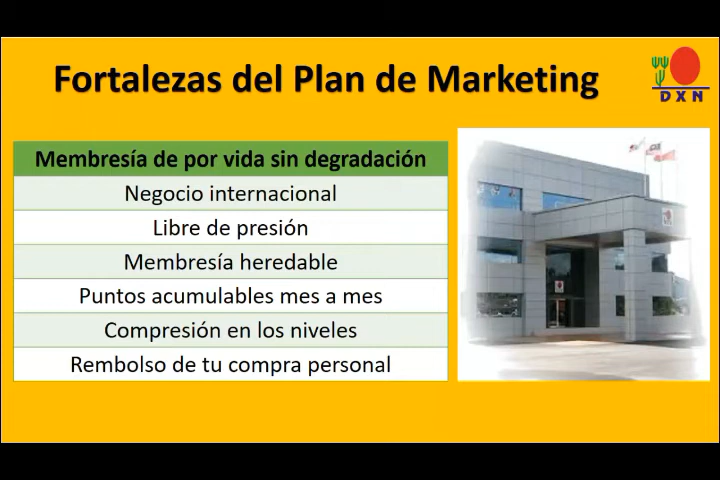 Fortalezas del Plan de Marketing
DXN
Membresía de por vida sin degradación
Negocio internacional
Libre de presión
Membresía heredable
Puntos acumulables mes a mes
Compresión en los niveles
Rembolso de tu compra personal